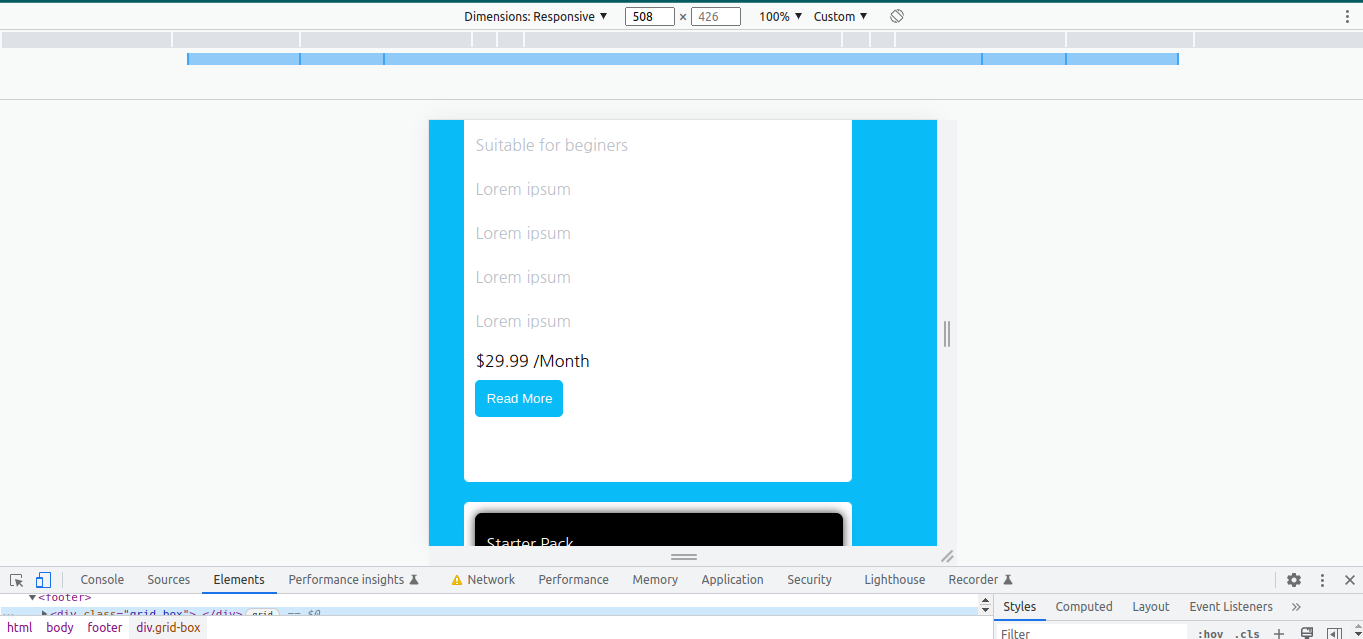 Dimensions: Responsive ▼ 508 × 426 100% ▼ Custom ▼
Suitable for beginers
Lorem ipsum
Lorem ipsum
Lorem ipsum
Lorem ipsum
$29.99 /Month
Read More
Starter Pack
Console Sources Elements Performance insights Network Performance Memory Application Security Lighthouse Recorder
▼<footer>
▶<div class="grid-box"> </div> grid == $0
html body footer div.grid-box
Styles Computed Layout Event Listeners »
Filter :hov .cls +